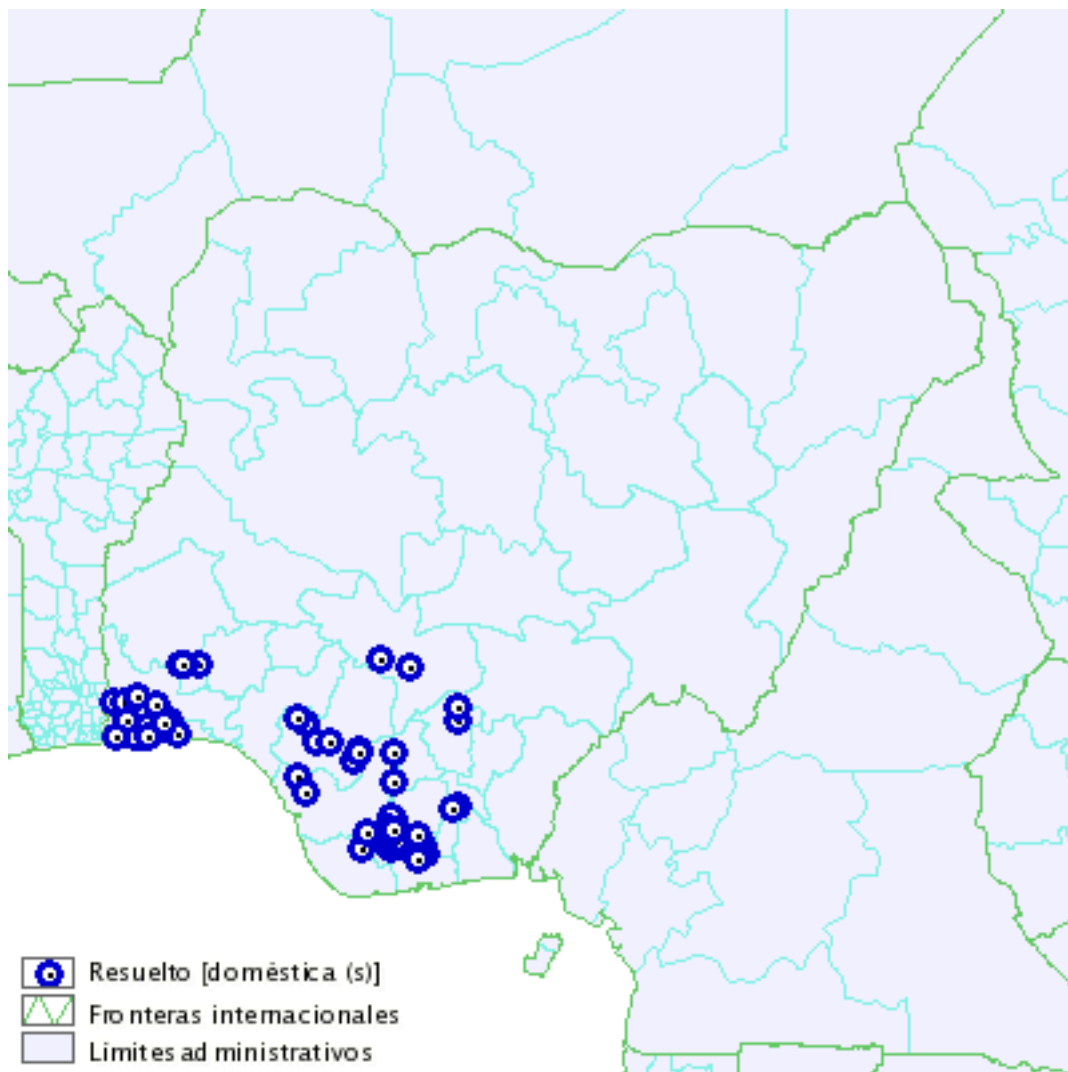 Resuelto [doméstica (s)]
Fronteras internacionales
Límites administrativos